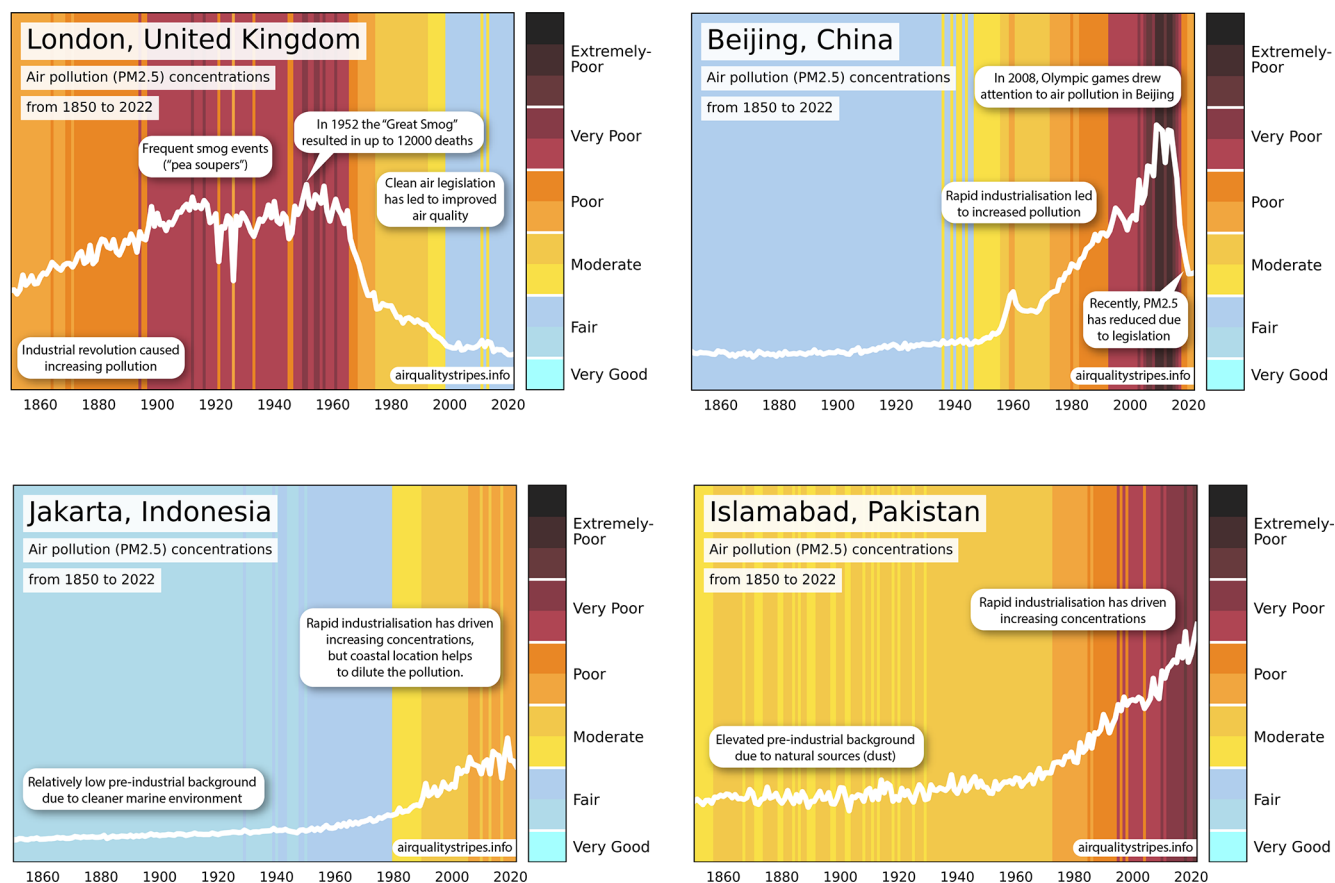 London, United Kingdom
Air pollution (PM2.5) concentrations
from 1850 to 2022
Frequent smog events
("pea soupers")
In 1952 the "Great Smog"
resulted in up to 12000 deaths
Clean air legislation
has led to improved
air quality
Industrial revolution caused
increasing pollution
airqualitystripes.info
1860 1880 1900 1920 1940 1960 1980 2000 2020
Extremely-
Poor
Very Poor
Poor
Moderate
Fair
Very Good
Beijing, China
Air pollution (PM2.5) concentrations
from 1850 to 2022
In 2008, Olympic games drew
attention to air pollution in Beijing
Rapid industrialisation led
to increased pollution
Recently, PM2.5
has reduced due
to legislation
airqualitystripes.info
1860 1880 1900 1920 1940 1960 1980 2000 2020
Extremely-
Poor
Very Poor
Poor
Moderate
Fair
Very Good
Jakarta, Indonesia
Air pollution (PM2.5) concentrations
from 1850 to 2022
Rapid industrialisation has driven
increasing concentrations,
but coastal location helps
to dilute the pollution.
Relatively low pre-industrial background
due to cleaner marine environment
airqualitystripes.info
1860 1880 1900 1920 1940 1960 1980 2000 2020
Extremely-
Poor
Very Poor
Poor
Moderate
Fair
Very Good
Islamabad, Pakistan
Air pollution (PM2.5) concentrations
from 1850 to 2022
Rapid industrialisation has driven
increasing concentrations
Elevated pre-industrial background
due to natural sources (dust)
airqualitystripes.info
1860 1880 1900 1920 1940 1960 1980 2000 2020
Extremely-
Poor
Very Poor
Poor
Moderate
Fair
Very Good